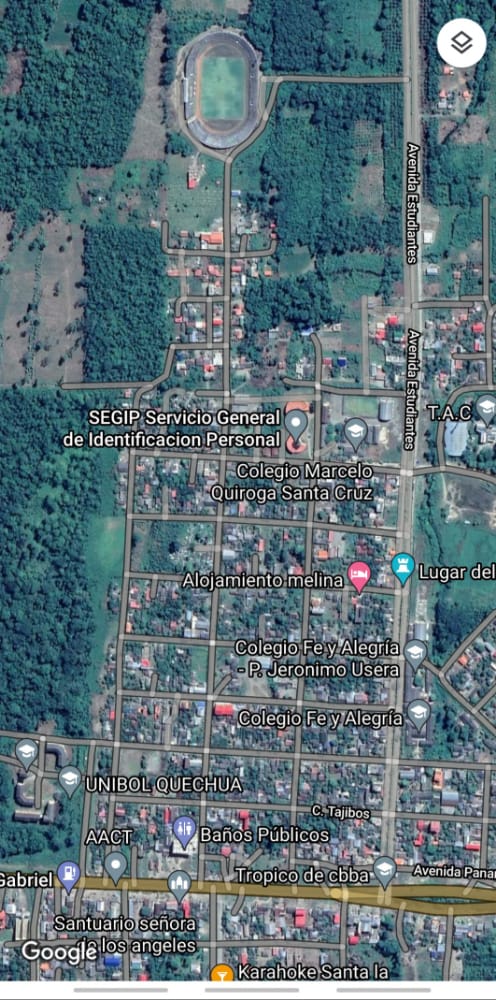 Avenida Estudiantes
Avenida Estudiantes
SEGIP Servicio General
de Identificacion Personal
T.A.C
Colegio Marcelo
Quiroga Santa Cruz
Alojamiento melina
Lugar del
Colegio Fe y Alegría
- P. Jeronimo Usera
Colegio Fe y Alegría
UNIBOL QUECHUA
C. Tajibos
AACT
Baños Públicos
Gabriel
Tropico de cbba
Avenida Panar
Santuario señora
de los angeles
Google
Karahoke Santa la